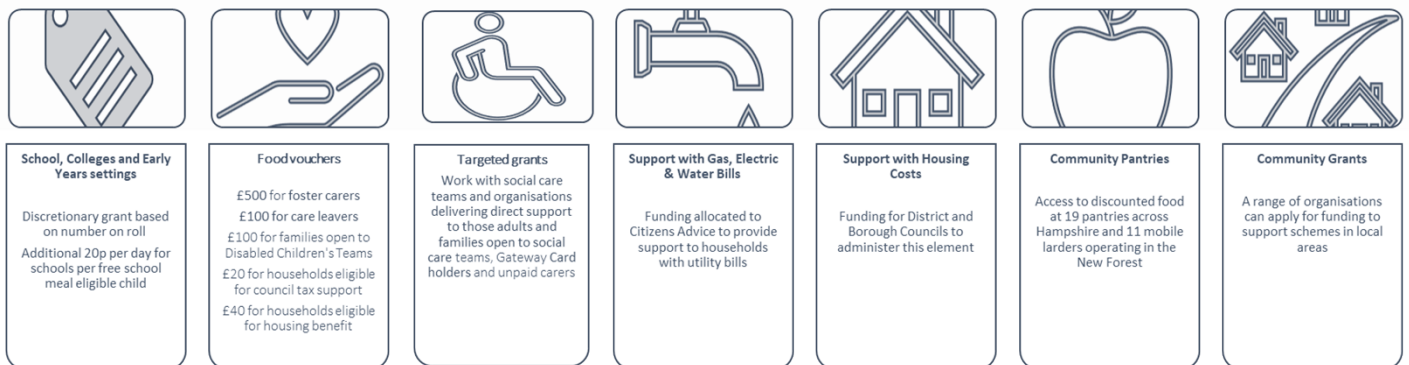 School, Colleges and Early
Years settings
Discretionary grant based
on number on roll
Additional 20p per day for
schools per free school
meal eligible child
Food vouchers
£500 for foster carers
£100 for care leavers
£100 for families open to
Disabled Children's Teams
£20 for households eligible
for council tax support
£40 for households eligible
for housing benefit
Targeted grants
Work with social care
teams and organisations
delivering direct support
to those adults and
families open to social
care teams, Gateway Card
holders and unpaid carers
Support with Gas, Electric
& Water Bills
Funding allocated to
Citizens Advice to provide
support to households
with utility bills
Support with Housing
Costs
Funding for District and
Borough Councils to
administer this element
Community Pantries
Access to discounted food
at 19 pantries across
Hampshire and 11 mobile
larders operating in the
New Forest
Community Grants
A range of organisations
can apply for funding to
support schemes in local
areas